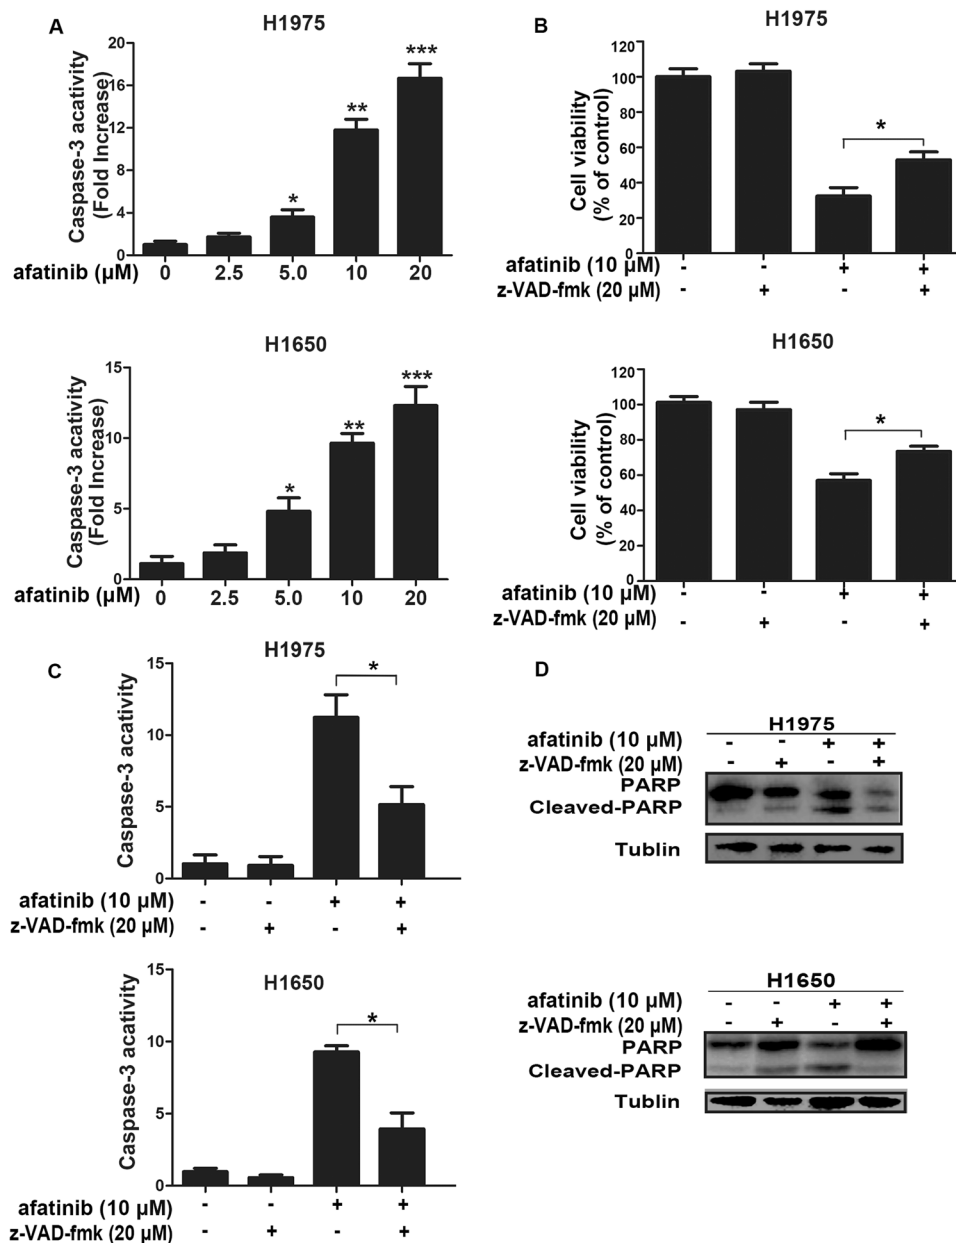 A
H1975
Caspase-3 acativity
(Fold Increase)
20
16
12
8
4
0
*
**
***
afatinib (µM) 0 2.5 5.0 10 20
H1650
Caspase-3 acativity
(Fold Increase)
15
10
5
0
*
**
***
afatinib (µM) 0 2.5 5.0 10 20
B
H1975
Cell viability
(% of control)
120
100
80
60
40
20
0
*
afatinib (10 µM) - - + +
z-VAD-fmk (20 µM) - + - +
H1650
Cell viability
(% of control)
120
100
80
60
40
20
0
*
afatinib (10 µM) - - + +
z-VAD-fmk (20 µM) - + - +
C
H1975
Caspase-3 acativity
15
10
5
0
*
afatinib (10 µM) - - + +
z-VAD-fmk (20 µM) - + - +
H1650
Caspase-3 acativity
15
10
5
0
*
afatinib (10 µM) - - + +
z-VAD-fmk (20 µM) - + - +
D
H1975
afatinib (10 µM) - - + +
z-VAD-fmk (20 µM) - + - +
PARP
Cleaved-PARP
Tublin
H1650
afatinib (10 µM) - - + +
z-VAD-fmk (20 µM) - + - +
PARP
Cleaved-PARP
Tublin